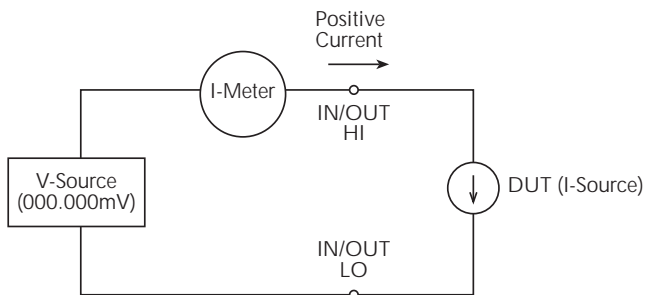 Positive
Current
I-Meter
IN/OUT
HI
V-Source
(000.000mV)
DUT (I-Source)
IN/OUT
LO